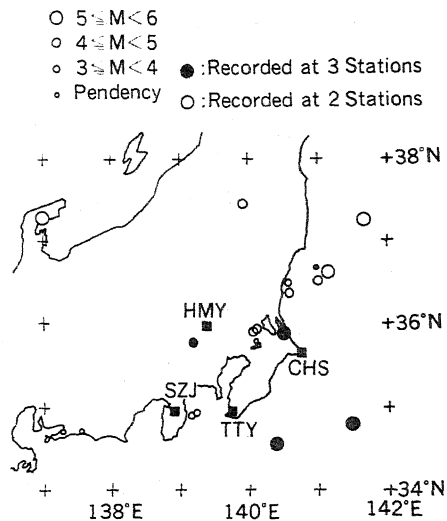 5≦M<6
4≦M<5
3≦M<4
Pendency
:Recorded at 3 Stations
:Recorded at 2 Stations
38°N
HMY
36°N
CHS
SZJ
TTY
34°N
138°E
140°E
142°E